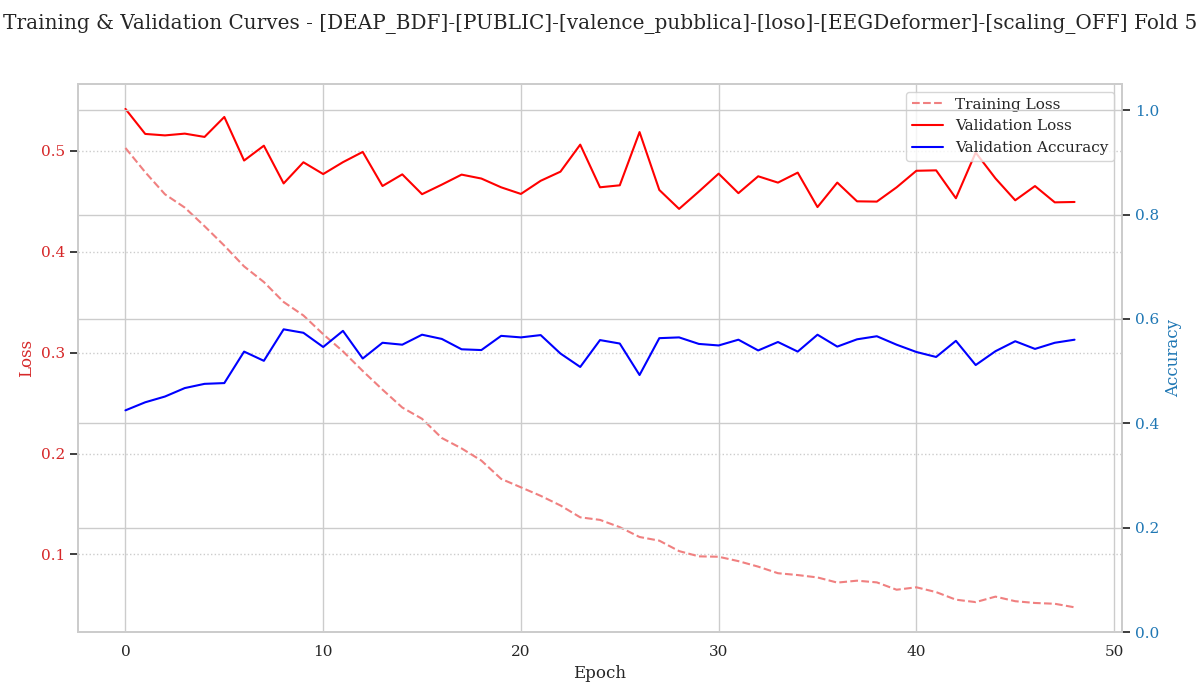 Training & Validation Curves - [DEAP_BDF]-[PUBLIC]-[valence_pubblica]-[loso]-[EEGDeformer]-[scaling_OFF] Fold 5
Training Loss
Validation Loss
Validation Accuracy
Loss
0.5
0.4
0.3
0.2
0.1
1.0
0.8
0.6
0.4
0.2
0.0
Accuracy
0
10
20
30
40
50
Epoch